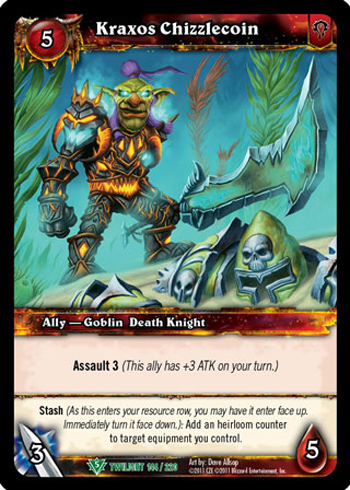 5 Kraxos Chizzlecoin
Ally — Goblin Death Knight
Assault 3 (This ally has +3 ATK on your turn.)
Stash (As this enters your resource row, you may have it enter face up.
Immediately turn it face down.): Add an heirloom counter
to target equipment you control.
3
5
TWILIGHT 144/220
Art by: Dave Allsop
©2011 CZE ©2011 Blizzard Entertainment, Inc.